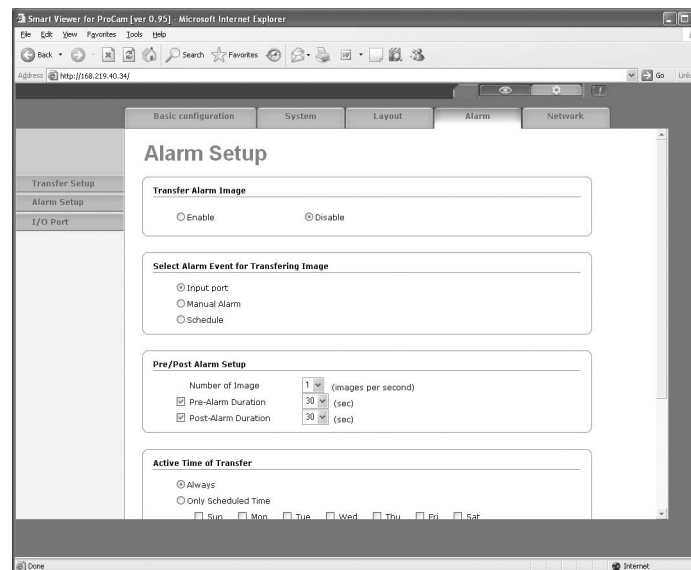 Smart Viewer for ProCam [ver 0.95] - Microsoft Internet Explorer
File Edit View Favorites Tools Help
Back Search Favorites
Address http://168.219.40.34/ Go Link
Basic configuration System Layout Alarm Network
Alarm Setup
Transfer Setup
Alarm Setup
I/O Port
Transfer Alarm Image
Enable Disable
Select Alarm Event for Transfering Image
Input port
Manual Alarm
Schedule
Pre/Post Alarm Setup
Number of Image 1 (images per second)
Pre-Alarm Duration 30 (sec)
Post-Alarm Duration 30 (sec)
Active Time of Transfer
Always
Only Scheduled Time
Sun Mon Tue Wed Thu Fri Sat
Done Internet